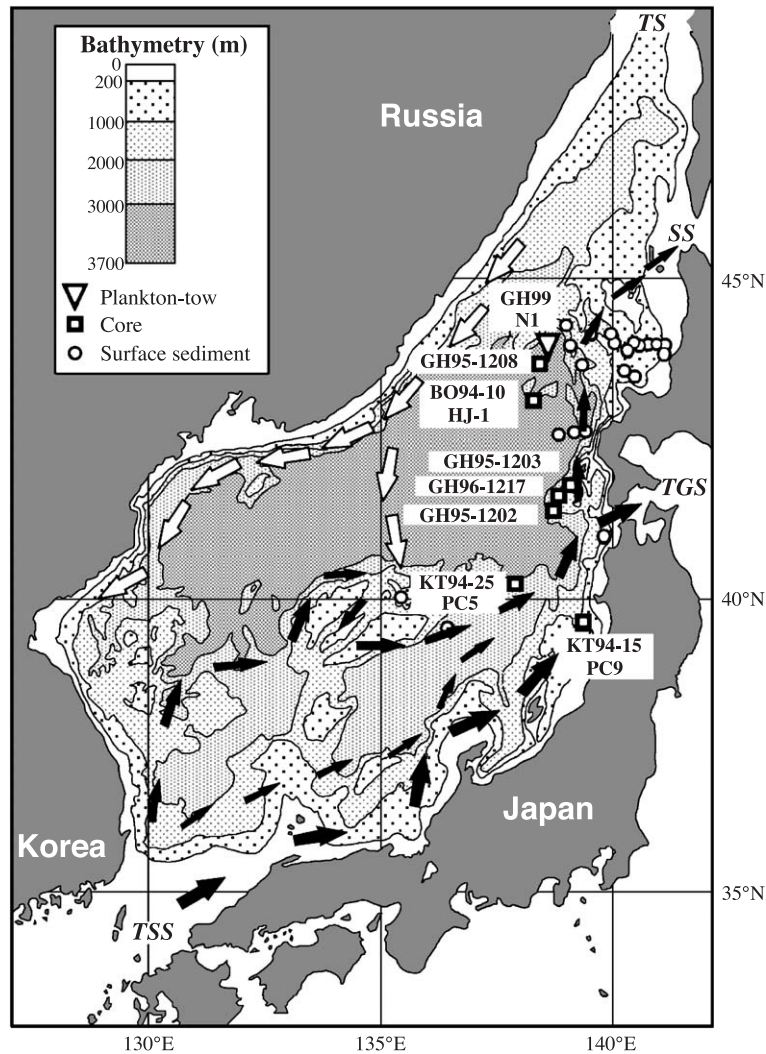 TS
Bathymetry (m)
0
200
1000
2000
3000
3700
Russia
Plankton-tow
Core
Surface sediment
SS
45°N
GH99
N1
GH95-1208
BO94-10
HJ-1
GH95-1203
GH96-1217
GH95-1202
TGS
KT94-25
PC5
40°N
KT94-15
PC9
Japan
Korea
35°N
TSS
130°E
135°E
140°E